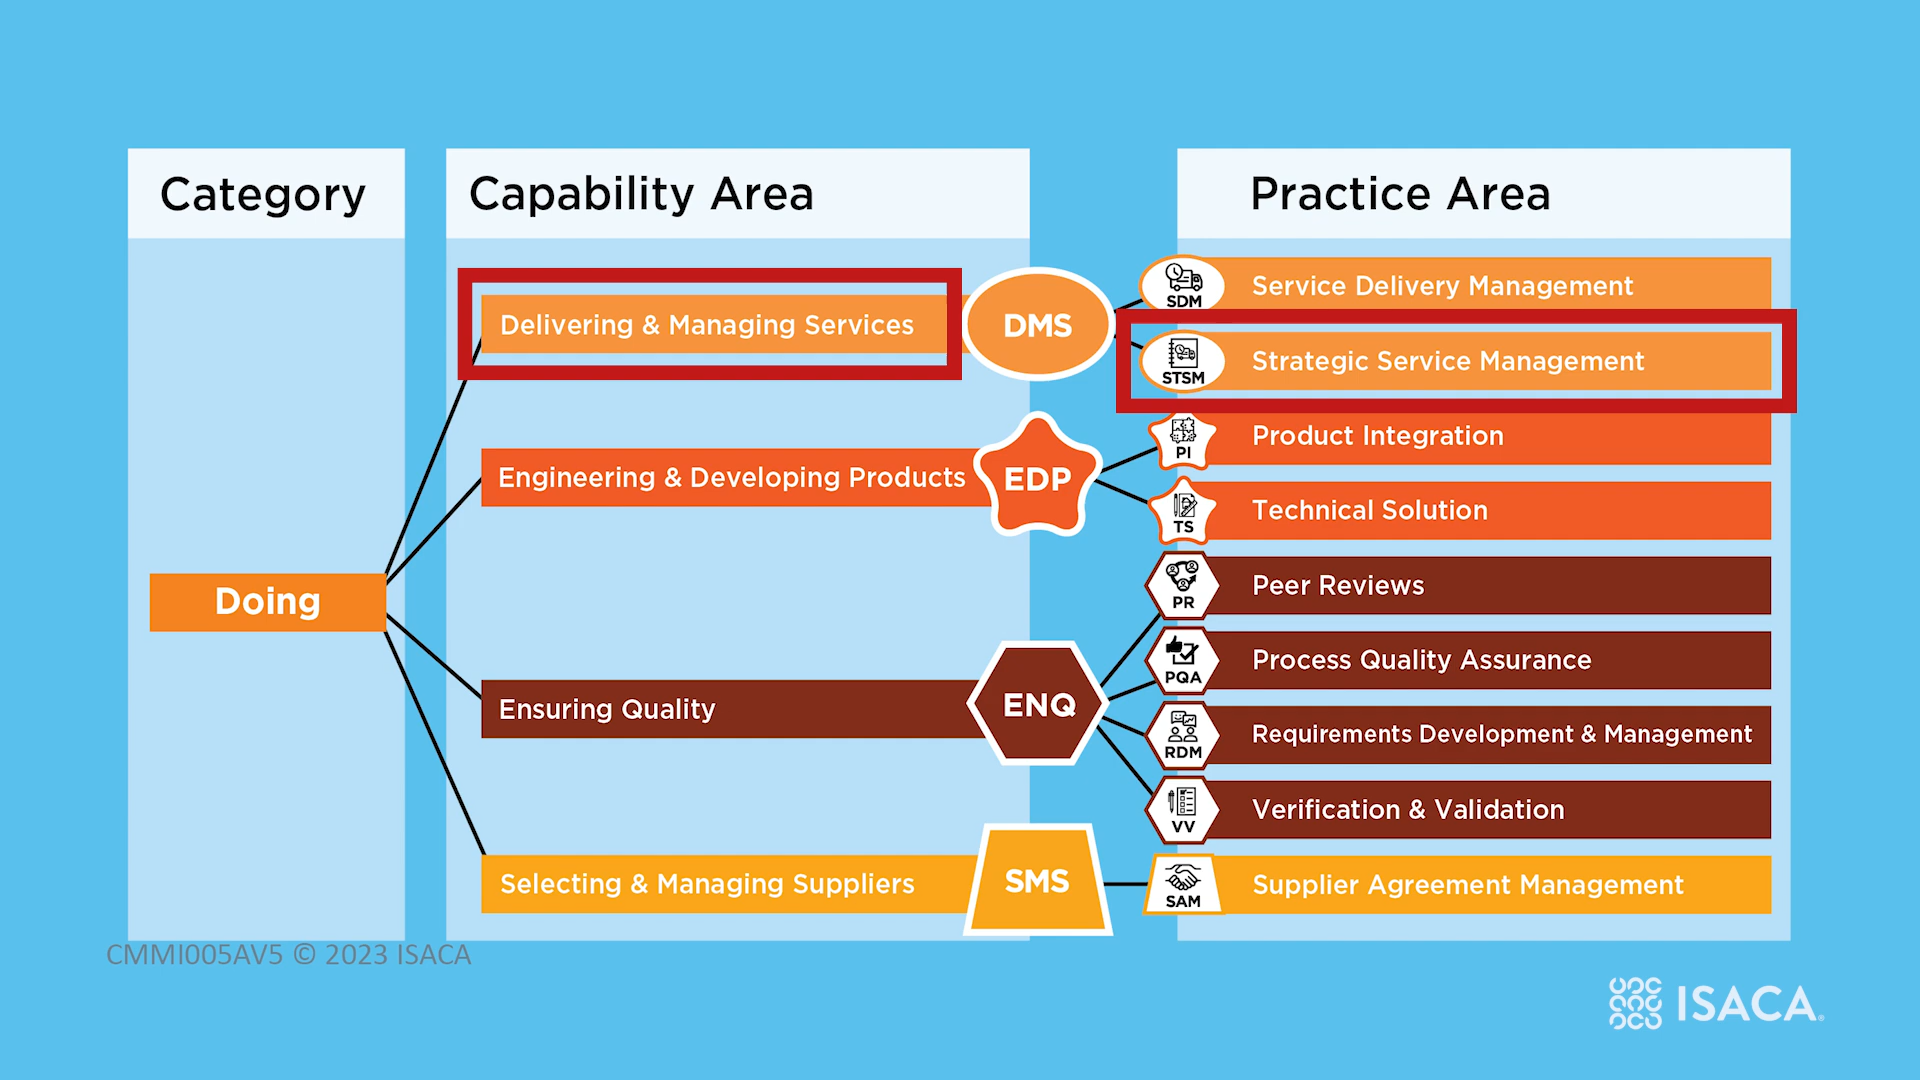 Category
Capability Area
Practice Area
Delivering & Managing Services
DMS
SDM
Service Delivery Management
STSM
Strategic Service Management
Engineering & Developing Products
EDP
PI
Product Integration
TS
Technical Solution
Doing
Ensuring Quality
ENQ
PR
Peer Reviews
PQA
Process Quality Assurance
RDM
Requirements Development & Management
VV
Verification & Validation
Selecting & Managing Suppliers
SMS
SAM
Supplier Agreement Management
CMMI005AV5 © 2023 ISACA
ISACA®